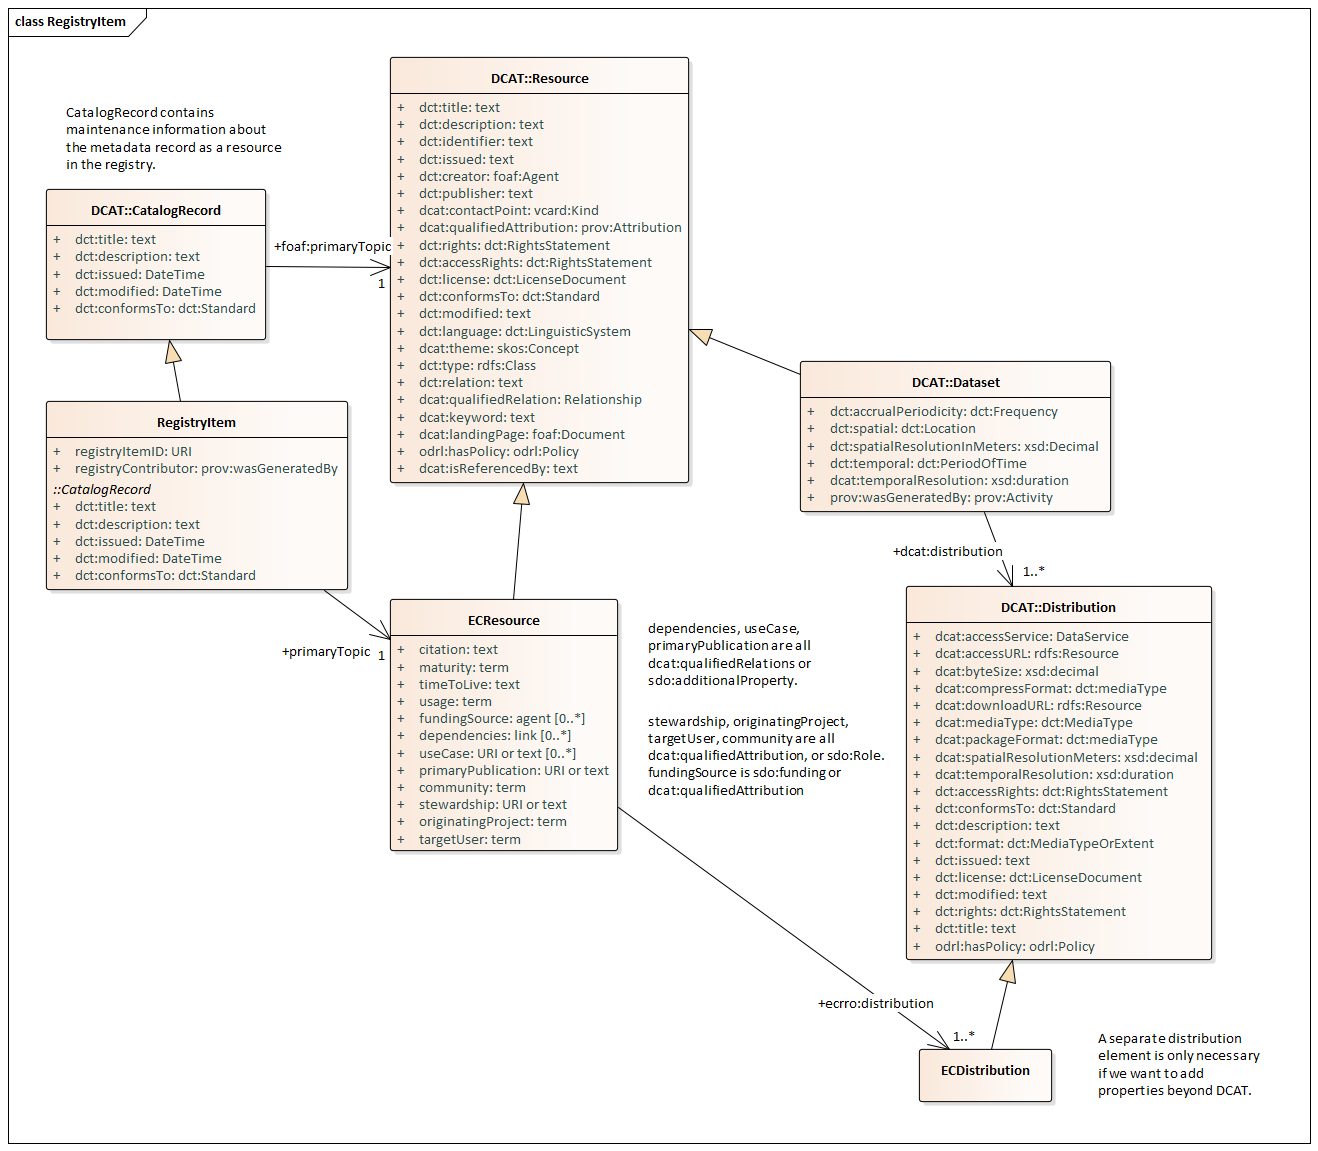 class RegistryItem
CatalogRecord contains
maintenance information about
the metadata record as a resource
in the registry.
DCAT::CatalogRecord
+ dct:title: text
+ dct:description: text
+ dct:issued: DateTime
+ dct:modified: DateTime
+ dct:conformsTo: dct:Standard
+foaf:primaryTopic
1
DCAT::Resource
+ dct:title: text
+ dct:description: text
+ dct:identifier: text
+ dct:issued: text
+ dct:creator: foaf:Agent
+ dct:publisher: text
+ dcat:contactPoint: vcard:Kind
+ dcat:qualifiedAttribution: prov:Attribution
+ dct:rights: dct:RightsStatement
+ dct:accessRights: dct:RightsStatement
+ dct:license: dct:LicenseDocument
+ dct:conformsTo: dct:Standard
+ dct:modified: text
+ dct:language: dct:LinguisticSystem
+ dcat:theme: skos:Concept
+ dct:type: rdfs:Class
+ dct:relation: text
+ dcat:qualifiedRelation: Relationship
+ dcat:keyword: text
+ dcat:landingPage: foaf:Document
+ odrl:hasPolicy: odrl:Policy
+ dcat:isReferencedBy: text
DCAT::Dataset
+ dct:accrualPeriodicity: dct:Frequency
+ dct:spatial: dct:Location
+ dct:spatialResolutionInMeters: xsd:Decimal
+ dct:temporal: dct:PeriodOfTime
+ dcat:temporalResolution: xsd:duration
+ prov:wasGeneratedBy: prov:Activity
RegistryItem
+ registryItemID: URI
+ registryContributor: prov:wasGeneratedBy
::CatalogRecord
+ dct:title: text
+ dct:description: text
+ dct:issued: DateTime
+ dct:modified: DateTime
+ dct:conformsTo: dct:Standard
+primaryTopic
1
+dcat:distribution
1..*
ECResource
+ citation: text
+ maturity: term
+ timeToLive: text
+ usage: term
+ fundingSource: agent [0..*]
+ dependencies: link [0..*]
+ useCase: URI or text [0..*]
+ primaryPublication: URI or text
+ community: term
+ stewardship: URI or text
+ originatingProject: term
+ targetUser: term
dependencies, useCase,
primaryPublication are all
dcat:qualifiedRelations or
sdo:additionalProperty.
stewardship, originatingProject,
targetUser, community are all
dcat:qualifiedAttribution, or sdo:Role.
fundingSource is sdo:funding or
dcat:qualifiedAttribution
DCAT::Distribution
+ dcat:accessService: DataService
+ dcat:accessURL: rdfs:Resource
+ dcat:byteSize: xsd:decimal
+ dcat:compressFormat: dct:mediaType
+ dcat:downloadURL: rdfs:Resource
+ dcat:mediaType: dct:MediaType
+ dcat:packageFormat: dct:mediaType
+ dcat:spatialResolutionMeters: xsd:decimal
+ dcat:temporalResolution: xsd:duration
+ dct:accessRights: dct:RightsStatement
+ dct:conformsTo: dct:Standard
+ dct:description: text
+ dct:format: dct:MediaTypeOrExtent
+ dct:issued: text
+ dct:license: dct:LicenseDocument
+ dct:modified: text
+ dct:rights: dct:RightsStatement
+ dct:title: text
+ odrl:hasPolicy: odrl:Policy
+ecrro:distribution
1..*
ECDistribution
A separate distribution
element is only necessary
if we want to add
properties beyond DCAT.